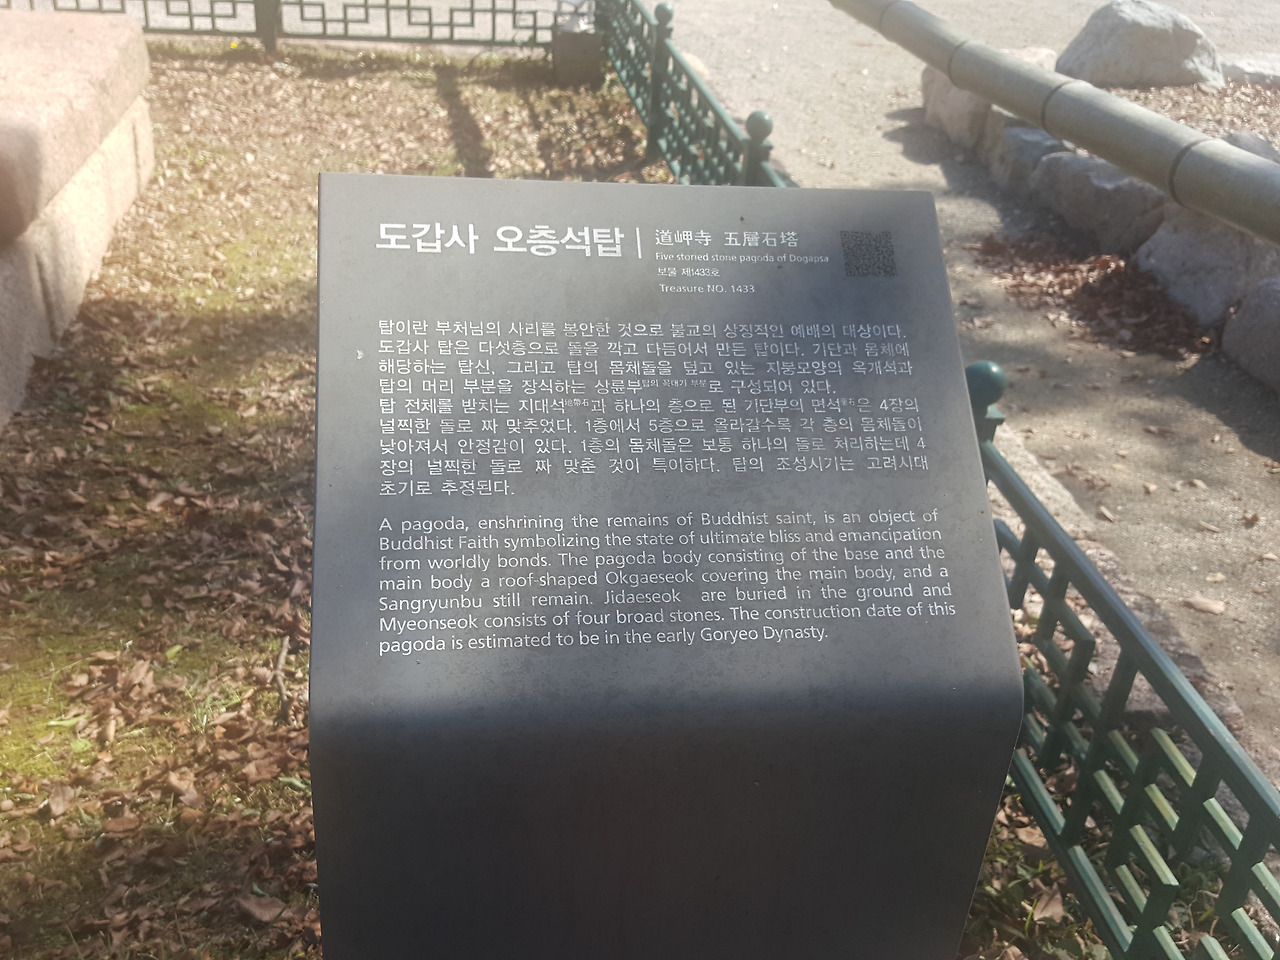 도갑사 오층석탑
道岬寺 五層石塔
Five storied stone pagoda of Dogapsa
보물 제1433호
Treasure NO. 1433
탑이란 부처님의 사리를 봉안한 것으로 불교의 상징적인 예배의 대상이다.
도갑사 탑은 다섯층으로 돌을 깍고 다듬어서 만든 탑이다. 기단과 몸체에
해당하는 탑신, 그리고 탑의 몸체돌을 덮고 있는 지붕모양의 옥개석과
탑의 머리 부분을 장식하는 상륜부탑의 꼭대기 부분로 구성되어 있다.
탑 전체를 받치는 지대석地帶石과 하나의 층으로 된 기단부의 면석面石은 4장의
널찍한 돌로 짜 맞추었다. 1층에서 5층으로 올라갈수록 각 층의 몸체돌이
낮아져서 안정감이 있다. 1층의 몸체돌은 보통 하나의 돌로 처리하는데 4
장의 널찍한 돌로 짜 맞춘 것이 특이하다. 탑의 조성시기는 고려시대
초기로 추정된다.
A pagoda, enshrining the remains of Buddhist saint, is an object of
Buddhist Faith symbolizing the state of ultimate bliss and emancipation
from worldly bonds. The pagoda body consisting of the base and the
main body a roof-shaped Okgaeseok covering the main body, and a
Sangryunbu still remain. Jidaeseok are buried in the ground and
Myeonseok consists of four broad stones. The construction date of this
pagoda is estimated to be in the early Goryeo Dynasty.